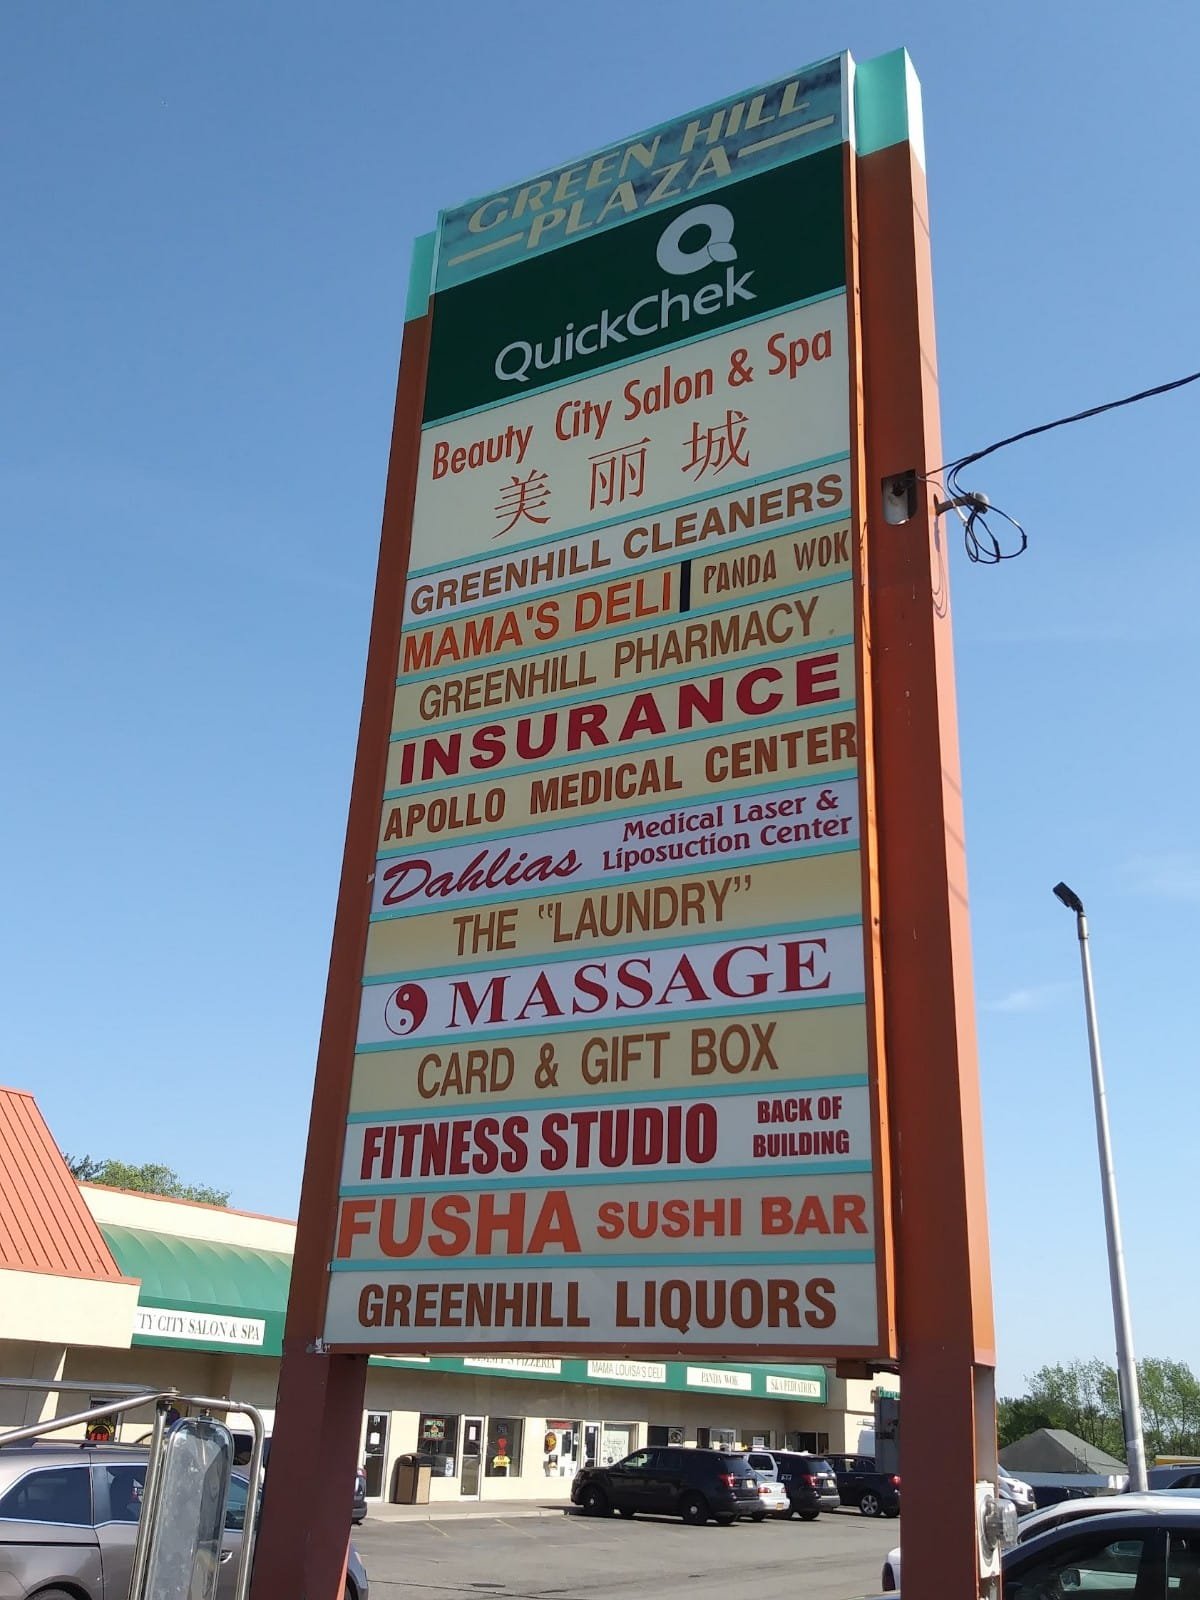 GREEN HILL
PLAZA
QuickChek
Beauty City Salon & Spa
美丽城
GREENHILL CLEANERS
MAMA'S DELI PANDA WOK
GREENHILL PHARMACY
INSURANCE
APOLLO MEDICAL CENTER
Dahlias Medical Laser &
Liposuction Center
THE "LAUNDRY"
MASSAGE
CARD & GIFT BOX
FITNESS STUDIO BACK OF
BUILDING
FUSHA SUSHI BAR
GREENHILL LIQUORS
TY CITY SALON & SPA
PIZZERIA
MAMA LOUISA'S DELI
PANDA WOK
S&A PEDIATRICS